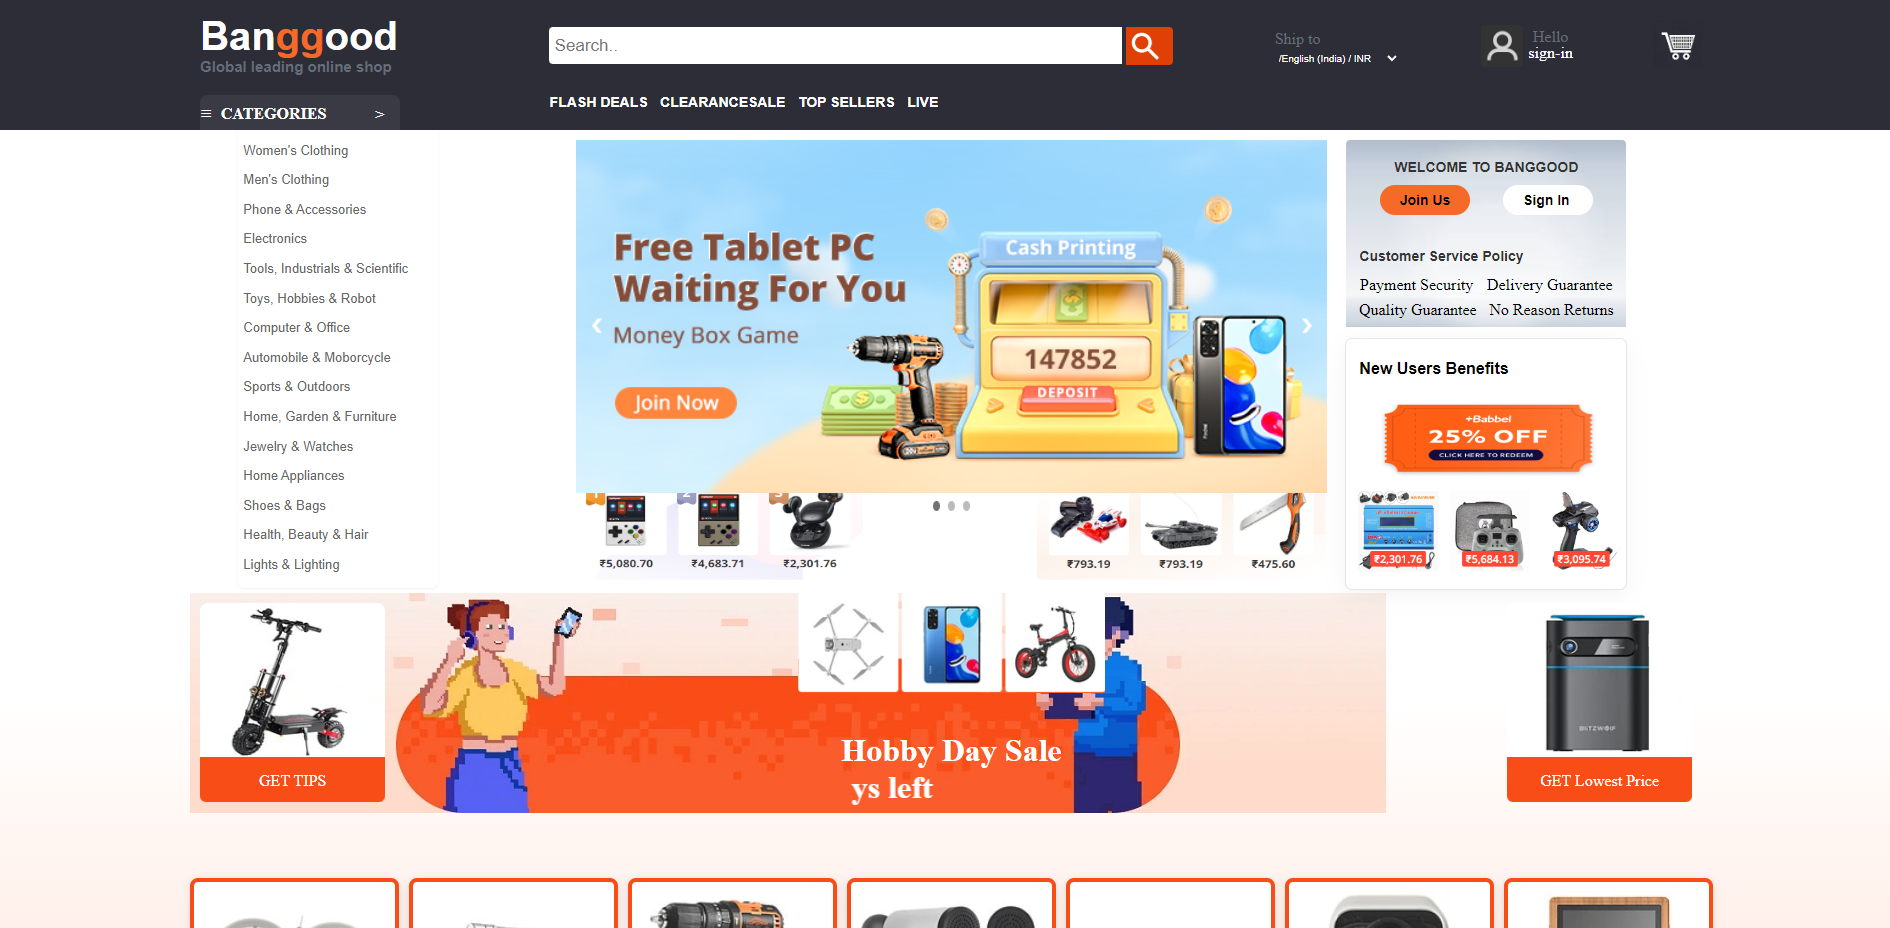 Banggood
Global leading online shop
Search..
Ship to
/English (India) / INR
Hello
sign-in
≡ CATEGORIES >
FLASH DEALS CLEARANCESALE TOP SELLERS LIVE
Women's Clothing
Men's Clothing
Phone & Accessories
Electronics
Tools, Industrials & Scientific
Toys, Hobbies & Robot
Computer & Office
Automobile & Moborcycle
Sports & Outdoors
Home, Garden & Furniture
Jewelry & Watches
Home Appliances
Shoes & Bags
Health, Beauty & Hair
Lights & Lighting
Free Tablet PC
Waiting For You
Money Box Game
Join Now
Cash Printing
147852
DEPOSIT
₹5,080.70 ₹4,683.71 ₹2,301.76
₹793.19 ₹793.19 ₹475.60
WELCOME TO BANGGOOD
Join Us Sign In
Customer Service Policy
Payment Security Delivery Guarantee
Quality Guarantee No Reason Returns
New Users Benefits
+Babbel
25% OFF
CLICK HERE TO REDEEM
₹2,301.76 ₹5,684.13 ₹3,095.74
GET TIPS
Hobby Day Sale
ys left
BLITZWOLF
GET Lowest Price